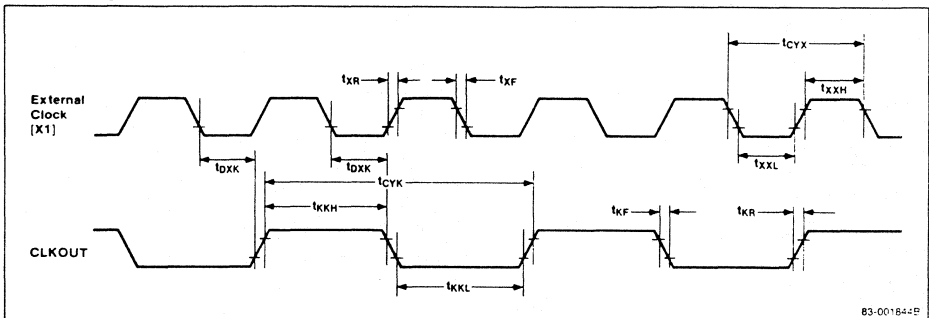 tCYX
tXR
tXF
tXXH
External
Clock
[X1]
tDXK
tDXK
tXXL
tCYK
tKKH
tKF
tKR
CLKOUT
tKKL
83-001844B